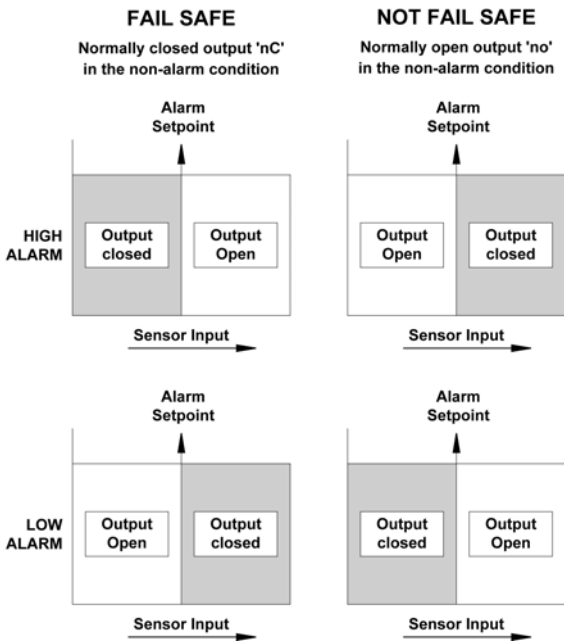 FAIL SAFE
Normally closed output 'nC'
in the non-alarm condition
NOT FAIL SAFE
Normally open output 'no'
in the non-alarm condition
Alarm
Setpoint
Alarm
Setpoint
HIGH
ALARM
Output
closed
Output
Open
Output
Open
Output
closed
Sensor Input
Sensor Input
Alarm
Setpoint
Alarm
Setpoint
LOW
ALARM
Output
Open
Output
closed
Output
closed
Output
Open
Sensor Input
Sensor Input